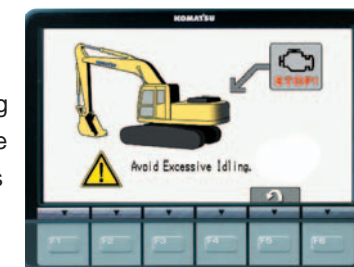 KOMATSU
g
e
s
STOP!
Avoid Excessive Idling.
F1 F2 F3 F4 F5 F6